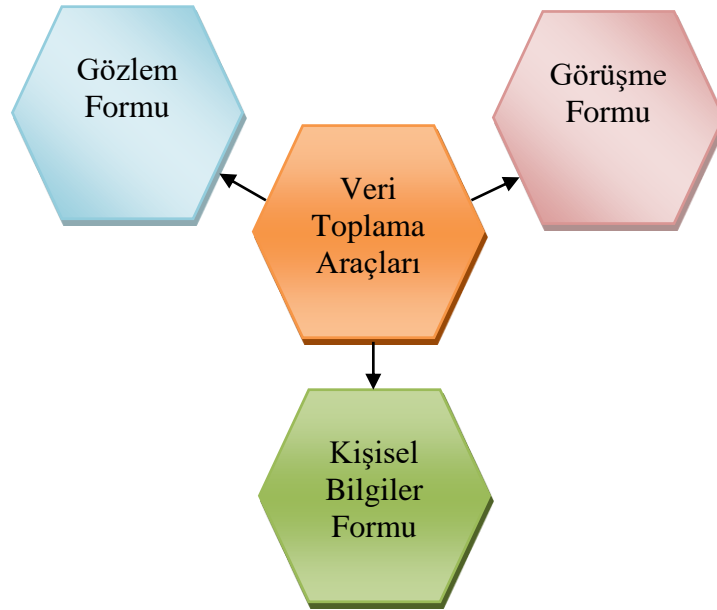 Gözlem
Formu
Görüşme
Formu
Veri
Toplama
Araçları
Kişisel
Bilgiler
Formu